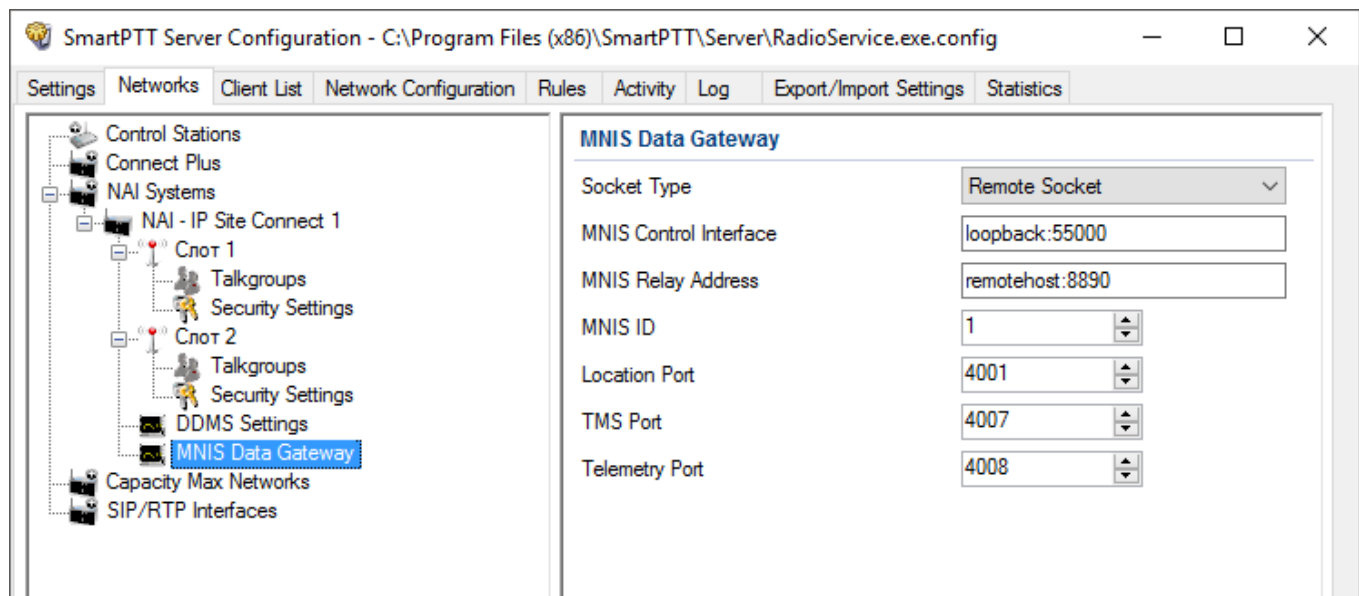 SmartPTT Server Configuration - C:\Program Files (x86)\SmartPTT\Server\RadioService.exe.config
Settings Networks Client List Network Configuration Rules Activity Log Export/Import Settings Statistics
Control Stations
Connect Plus
NAI Systems
NAI - IP Site Connect 1
Слот 1
Talkgroups
Security Settings
Слот 2
Talkgroups
Security Settings
DDMS Settings
MNIS Data Gateway
Capacity Max Networks
SIP/RTP Interfaces
MNIS Data Gateway
Socket Type Remote Socket
MNIS Control Interface loopback:55000
MNIS Relay Address remotehost:8890
MNIS ID 1
Location Port 4001
TMS Port 4007
Telemetry Port 4008